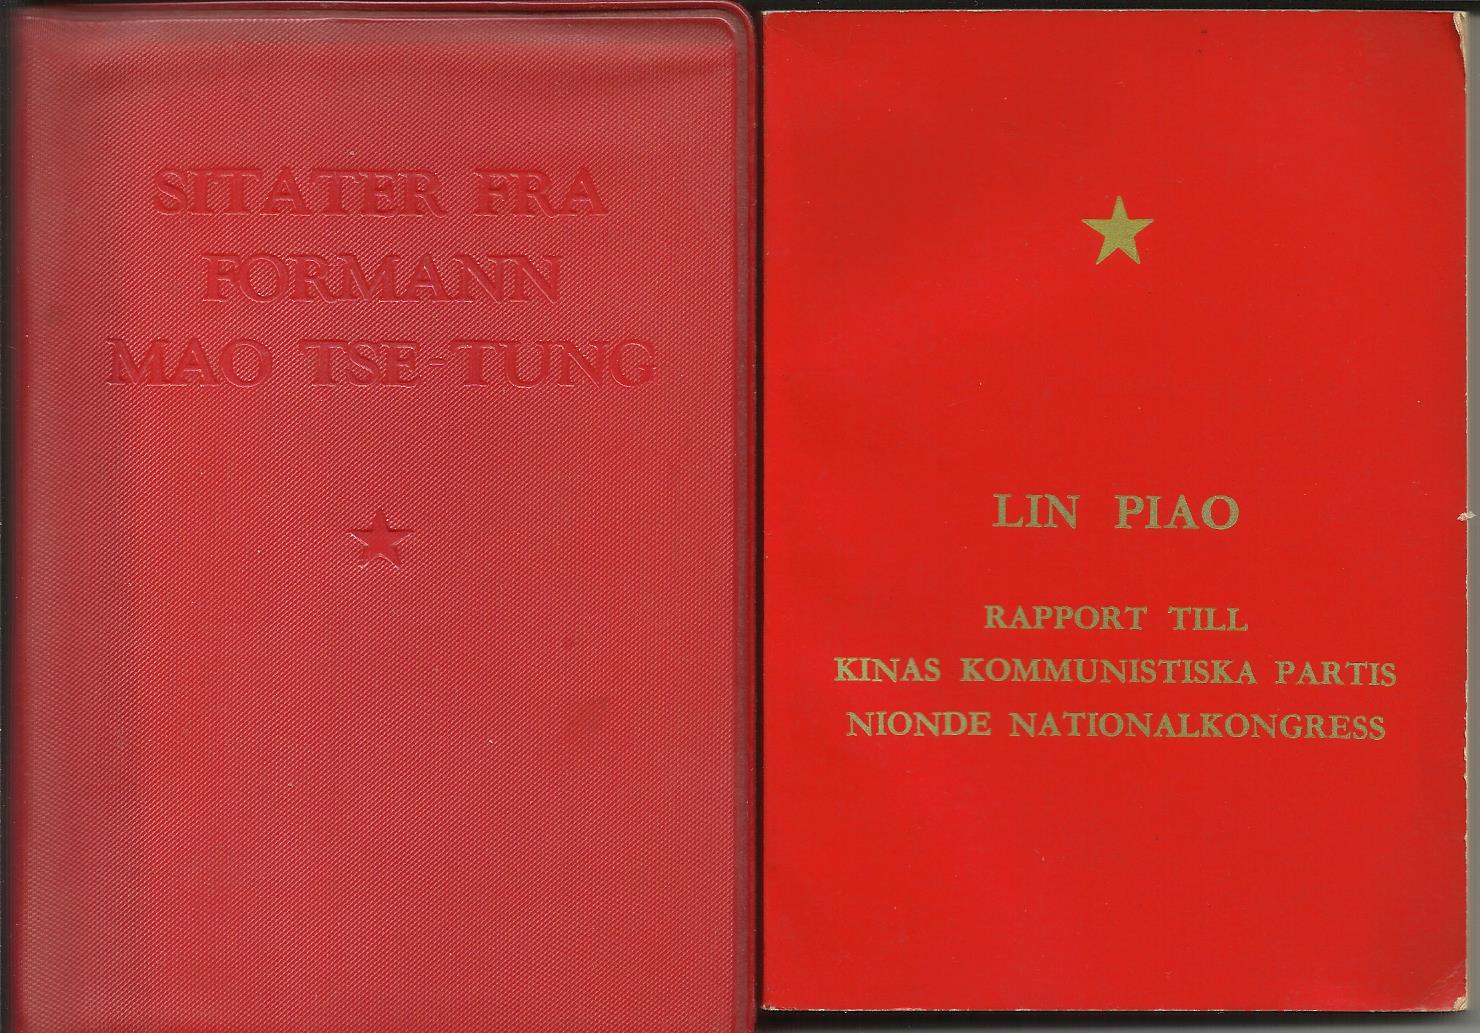 SITATER FRA
FORMANN
MAO TSE-TUNG
LIN PIAO
RAPPORT TILL
KINAS KOMMUNISTISKA PARTIS
NIONDE NATIONALKONGRESS